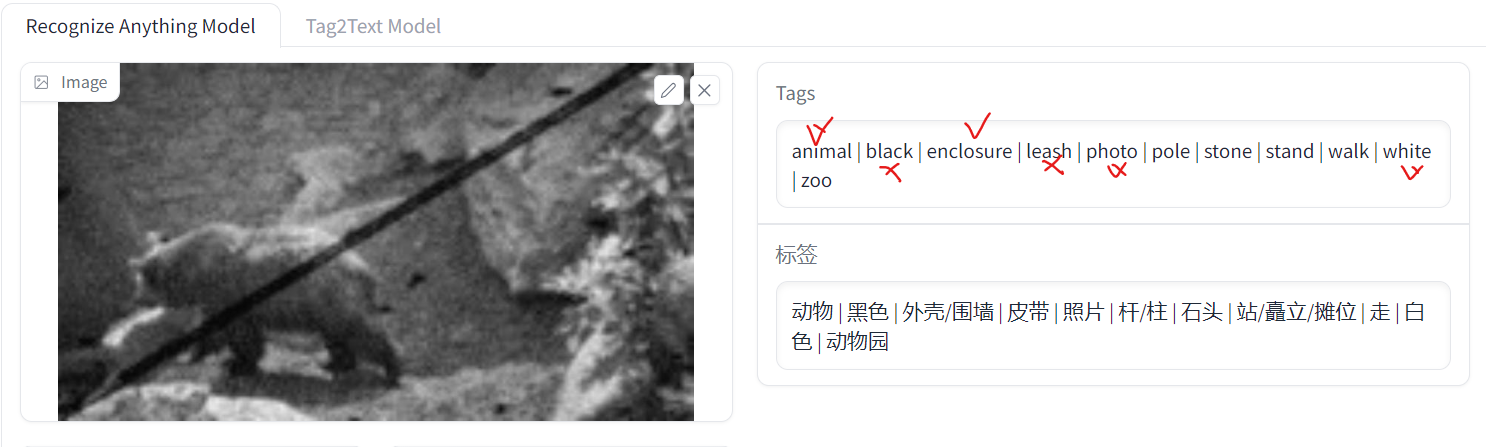 Recognize Anything Model Tag2Text Model
Image
Tags
animal | black | enclosure | leash | photo | pole | stone | stand | walk | white
| zoo
标签
动物 | 黑色 | 外壳/围墙 | 皮带 | 照片 | 杆/柱 | 石头 | 站/矗立/摊位 | 走 | 白
色 | 动物园